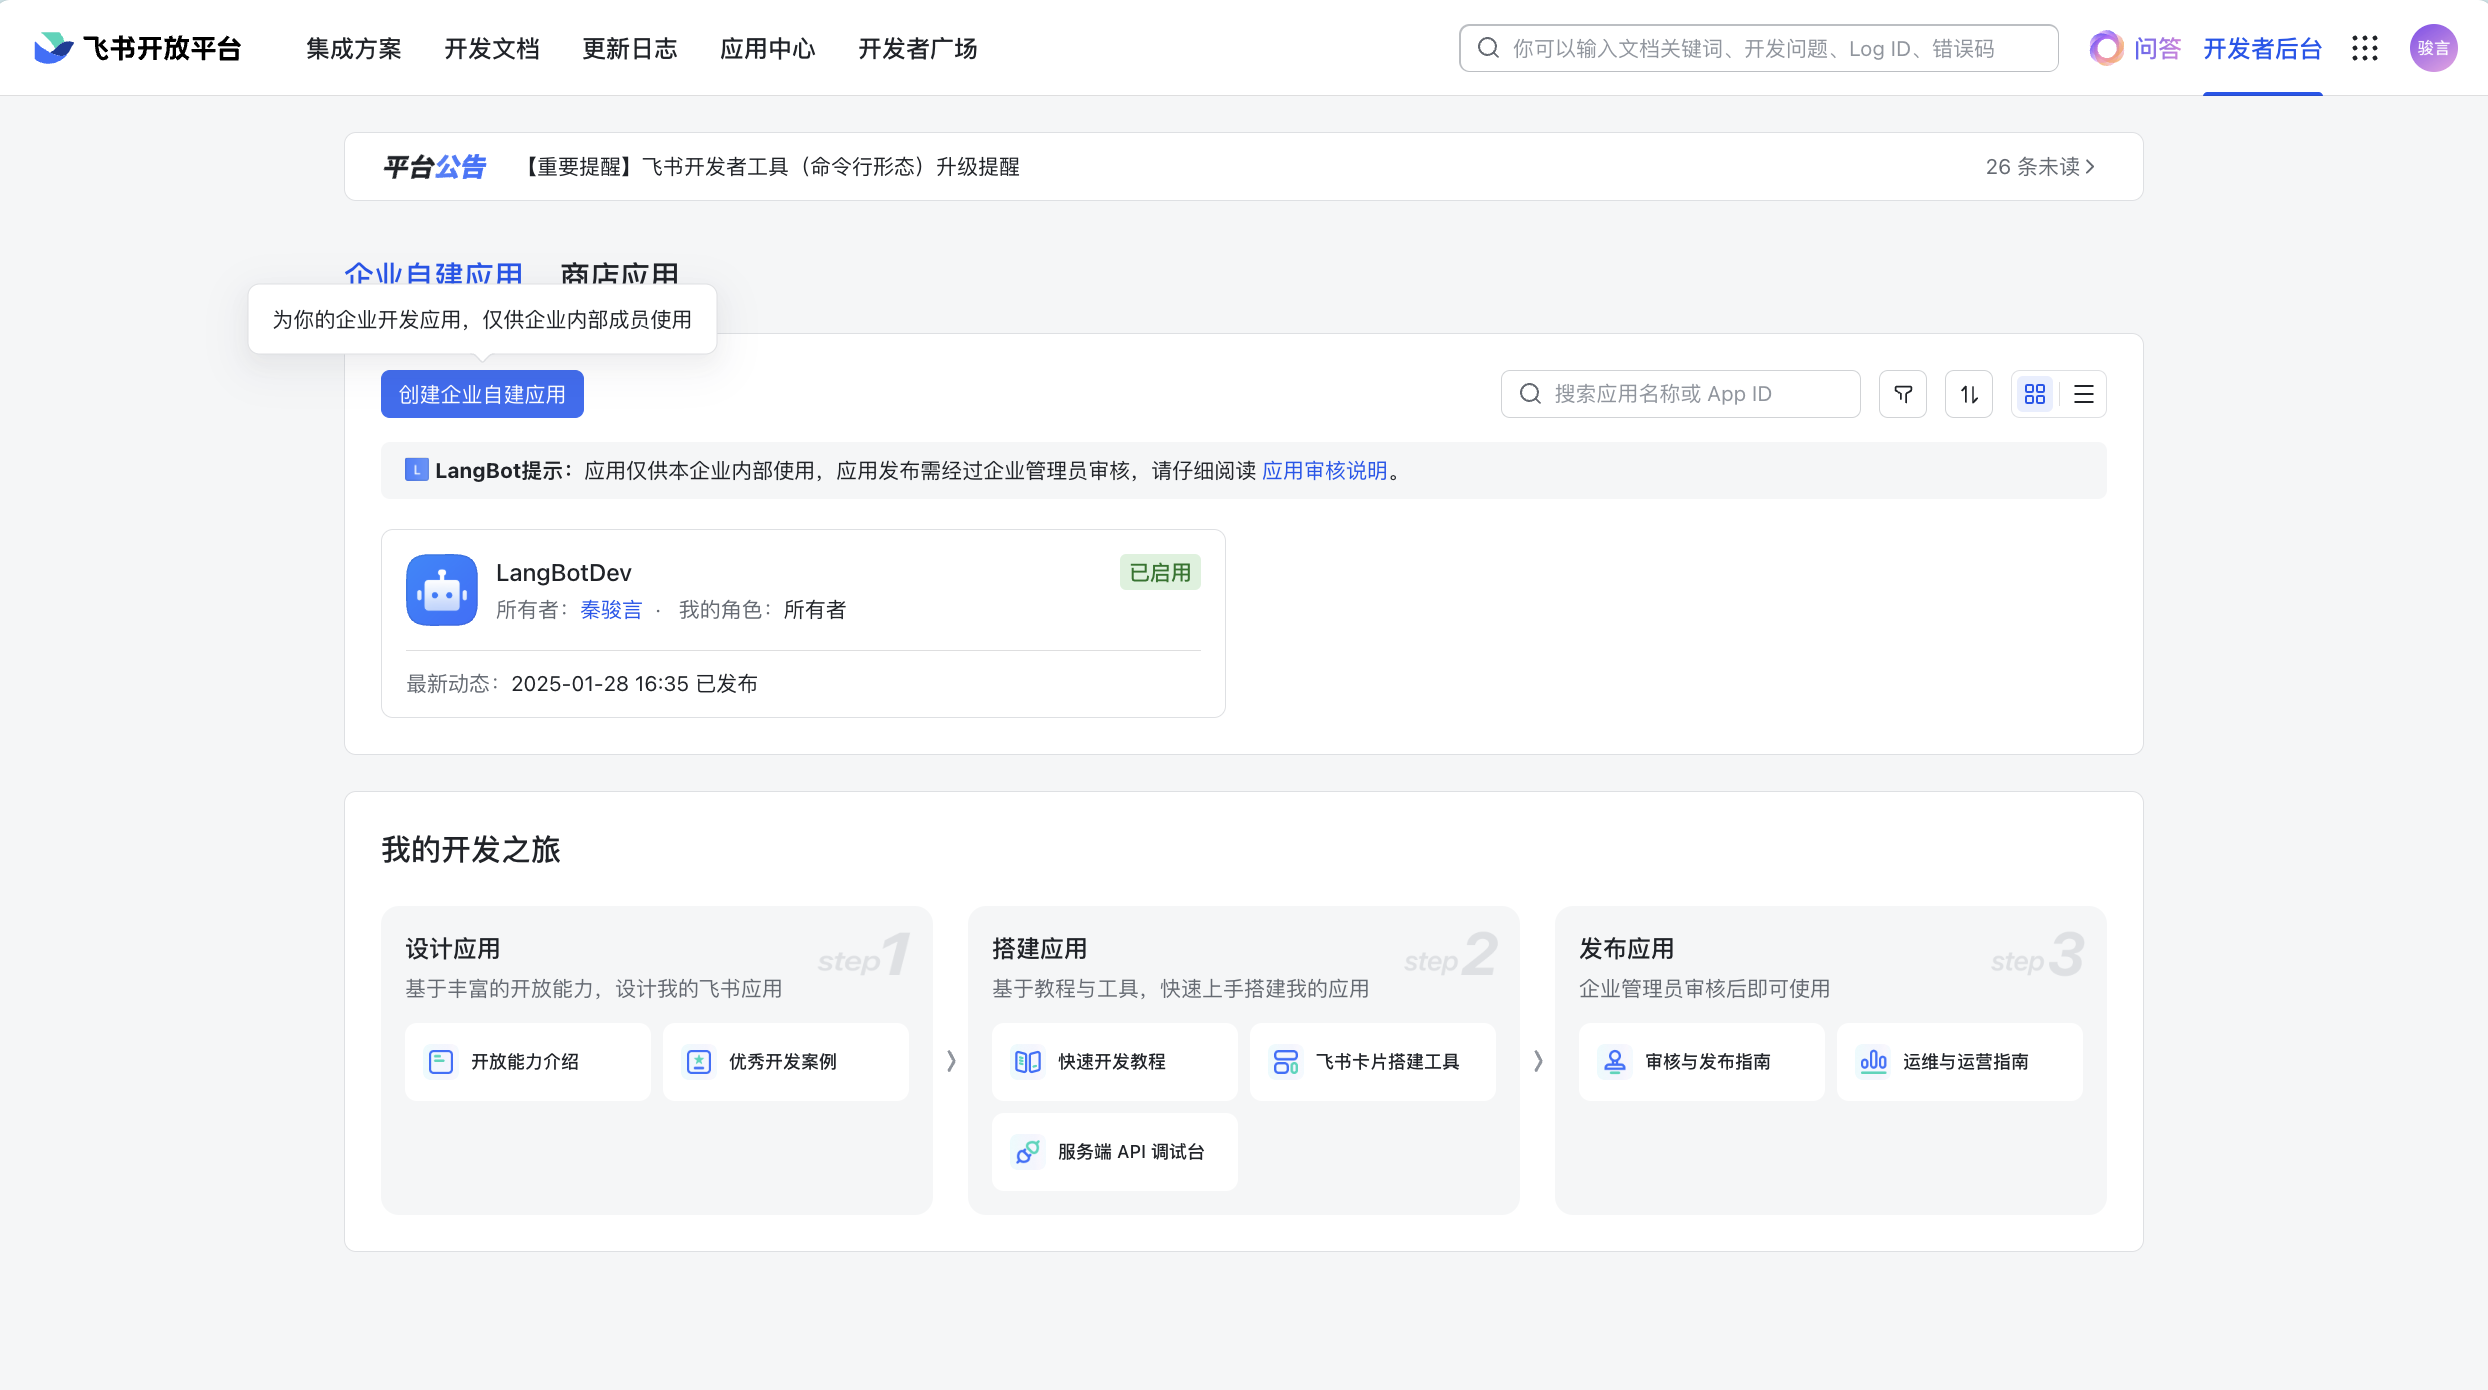 飞书开放平台 集成方案 开发文档 更新日志 应用中心 开发者广场 你可以输入文档关键词、开发问题、Log ID、错误码 问答 开发者后台 骏言
平台公告 【重要提醒】飞书开发者工具（命令行形态）升级提醒 26 条未读
企业自建应用 商店应用
为你的企业开发应用，仅供企业内部成员使用
创建企业自建应用 搜索应用名称或 App ID
L LangBot提示：应用仅供本企业内部使用，应用发布需经过企业管理员审核，请仔细阅读 应用审核说明。
LangBotDev 已启用
所有者：秦骏言 · 我的角色：所有者
最新动态：2025-01-28 16:35 已发布
我的开发之旅
设计应用 step1
基于丰富的开放能力，设计我的飞书应用
开放能力介绍 优秀开发案例
搭建应用 step2
基于教程与工具，快速上手搭建我的应用
快速开发教程 飞书卡片搭建工具
服务端 API 调试台
发布应用 step3
企业管理员审核后即可使用
审核与发布指南 运维与运营指南